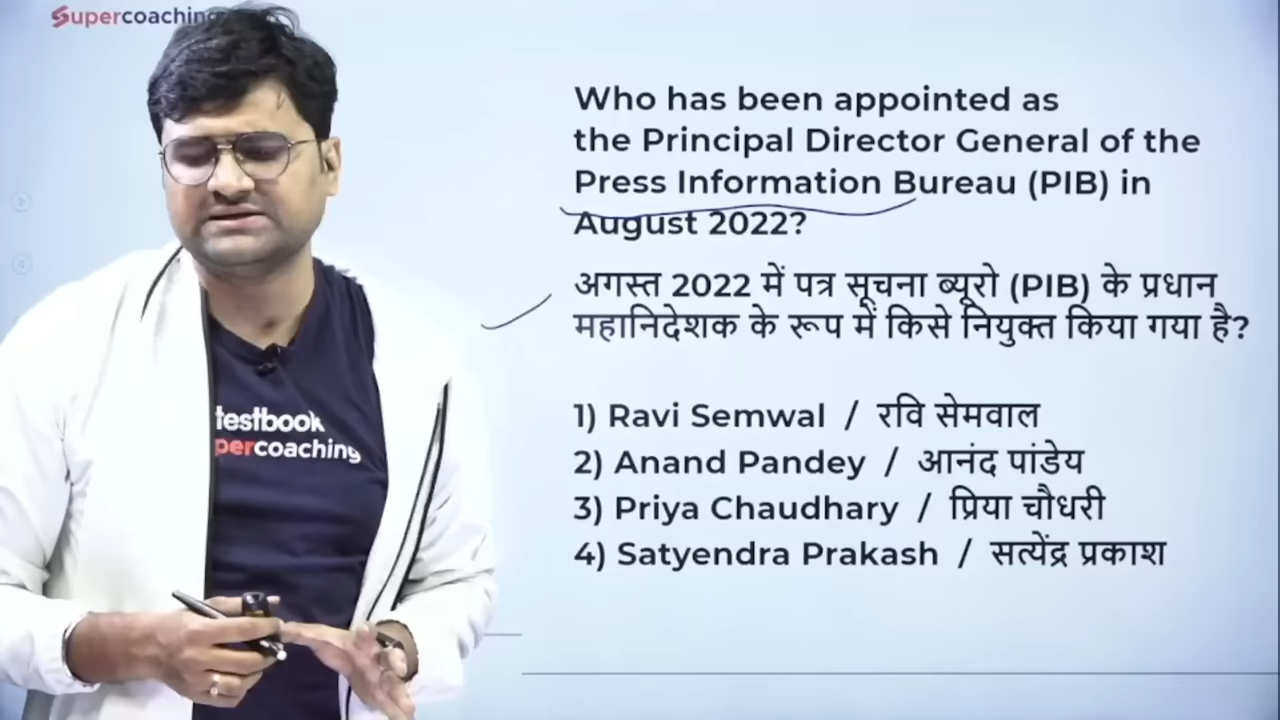 Supercoaching
Who has been appointed as
the Principal Director General of the
Press Information Bureau (PIB) in
August 2022?
अगस्त 2022 में पत्र सूचना ब्यूरो (PIB) के प्रधान
महानिदेशक के रूप में किसे नियुक्त किया गया है?
1) Ravi Semwal / रवि सेमवाल
2) Anand Pandey / आनंद पांडेय
3) Priya Chaudhary / प्रिया चौधरी
4) Satyendra Prakash / सत्येंद्र प्रकाश
testbook
percoaching